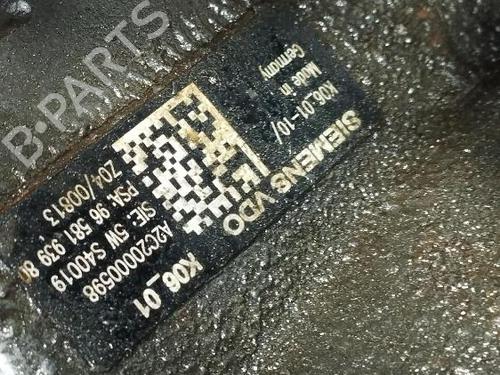 B-PARTS
SIEMENS VDO
K06_01-10/
Made in
Germany
A2C20000598
SIE. 5W S40019
PSA 96 581 939 80
Z04/00813
K06_01